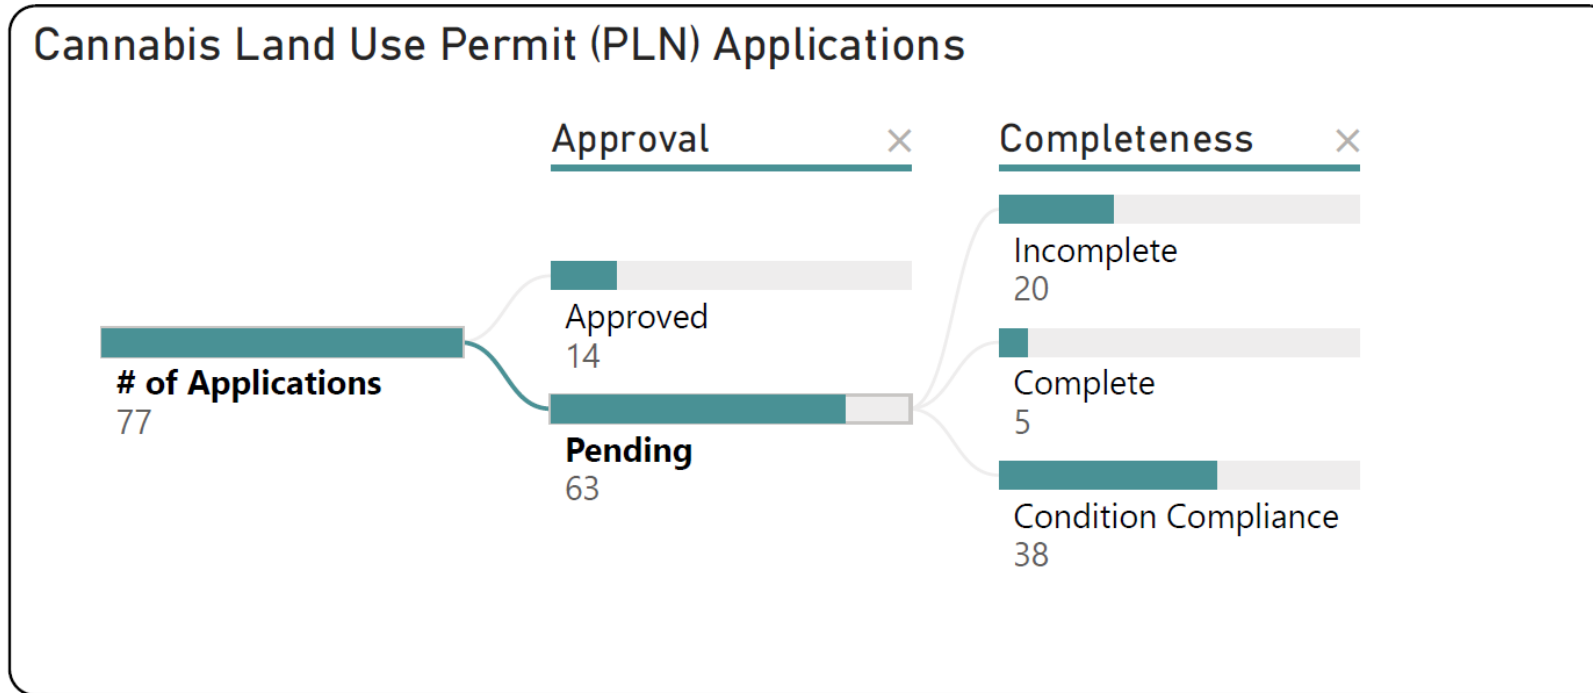 Cannabis Land Use Permit (PLN) Applications
# of Applications
77
Approval
Approved
14
Pending
63
Completeness
Incomplete
20
Complete
5
Condition Compliance
38